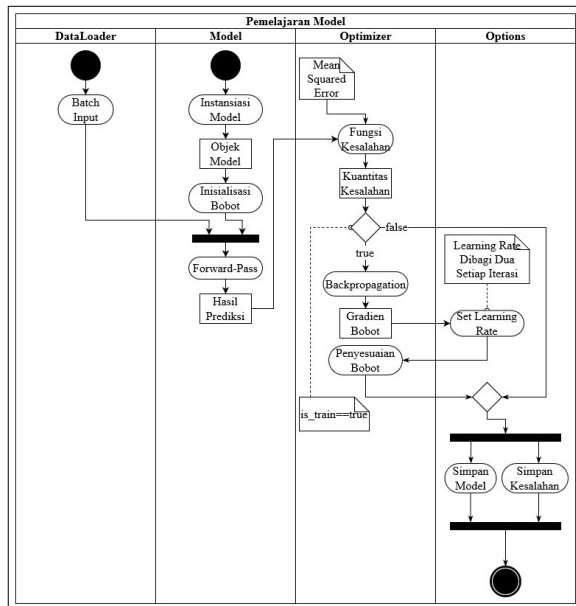 Pemelajaran Model
DataLoader
Model
Optimizer
Options
Batch
Input
Instansiasi
Model
Objek
Model
Inisialisasi
Bobot
Forward-Pass
Hasil
Prediksi
Mean
Squared
Error
Fungsi
Kesalahan
Kuantitas
Kesalahan
false
true
Backpropagation
Gradien
Bobot
Penyesuaian
Bobot
is_train==true
Learning Rate
Dibagi Dua
Setiap Iterasi
Set Learning
Rate
Simpan
Model
Simpan
Kesalahan